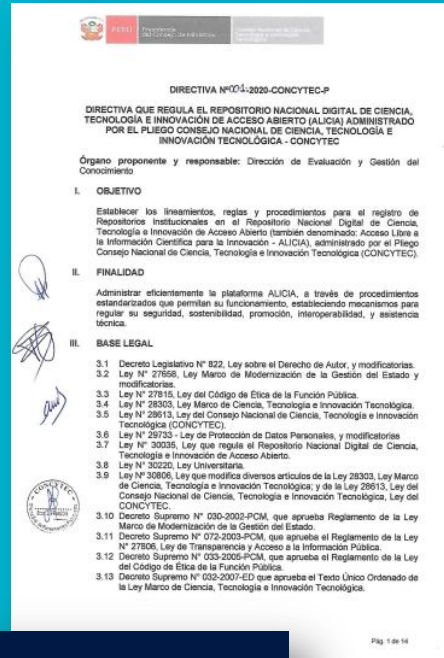 PERÚ
Presidencia
del Consejo de Ministros
Consejo Nacional de Ciencia,
Tecnología e Innovación
Tecnológica
DIRECTIVA Nº001-2020-CONCYTEC-P
DIRECTIVA QUE REGULA EL REPOSITORIO NACIONAL DIGITAL DE CIENCIA,
TECNOLOGÍA E INNOVACIÓN DE ACCESO ABIERTO (ALICIA) ADMINISTRADO
POR EL PLIEGO CONSEJO NACIONAL DE CIENCIA, TECNOLOGÍA E
INNOVACIÓN TECNOLÓGICA - CONCYTEC
Órgano proponente y responsable: Dirección de Evaluación y Gestión del
Conocimiento
I. OBJETIVO
Establecer los lineamientos, reglas y procedimientos para el registro de
Repositorios Institucionales en el Repositorio Nacional Digital de Ciencia,
Tecnología e Innovación de Acceso Abierto (también denominado: Acceso Libre a
la Información Científica para la Innovación - ALICIA), administrado por el Pliego
Consejo Nacional de Ciencia, Tecnología e Innovación Tecnológica (CONCYTEC).
II. FINALIDAD
Administrar eficientemente la plataforma ALICIA, a través de procedimientos
estandarizados que permitan su funcionamiento, estableciendo mecanismos para
regular su seguridad, sostenibilidad, promoción, interoperabilidad, y asistencia
técnica.
III. BASE LEGAL
3.1 Decreto Legislativo N° 822, Ley sobre el Derecho de Autor, y modificatorias.
3.2 Ley N° 27658, Ley Marco de Modernización de la Gestión del Estado y
modificatorias.
3.3 Ley N° 27815, Ley del Código de Ética de la Función Pública.
3.4 Ley N° 28303, Ley Marco de Ciencia, Tecnología e Innovación Tecnológica.
3.5 Ley N° 28613, Ley del Consejo Nacional de Ciencia, Tecnología e Innovación
Tecnológica (CONCYTEC).
3.6 Ley N° 29733 - Ley de Protección de Datos Personales, y modificatorias
3.7 Ley N° 30035, Ley que regula el Repositorio Nacional Digital de Ciencia,
Tecnología e Innovación de Acceso Abierto.
3.8 Ley N° 30220, Ley Universitaria.
3.9 Ley Nº 30806, Ley que modifica diversos artículos de la Ley 28303, Ley Marco
de Ciencia, Tecnología e Innovación Tecnológica; y de la Ley 28613, Ley del
Consejo Nacional de Ciencia, Tecnología e Innovación Tecnológica, Ley del
CONCYTEC.
3.10 Decreto Supremo N° 030-2002-PCM, que aprueba Reglamento de la Ley
Marco de Modernización de la Gestión del Estado.
3.11 Decreto Supremo N° 072-2003-PCM, que aprueba el Reglamento de la Ley
N° 27806, Ley de Transparencia y Acceso a la Información Pública.
3.12 Decreto Supremo N° 033-2005-PCM, que aprueba el Reglamento de la Ley
del Código de Ética de la Función Pública.
3.13 Decreto Supremo N° 032-2007-ED que aprueba el Texto Único Ordenado de
la Ley Marco de Ciencia, Tecnología e Innovación Tecnológica.
CONCYTEC
Pág. 1 de 14